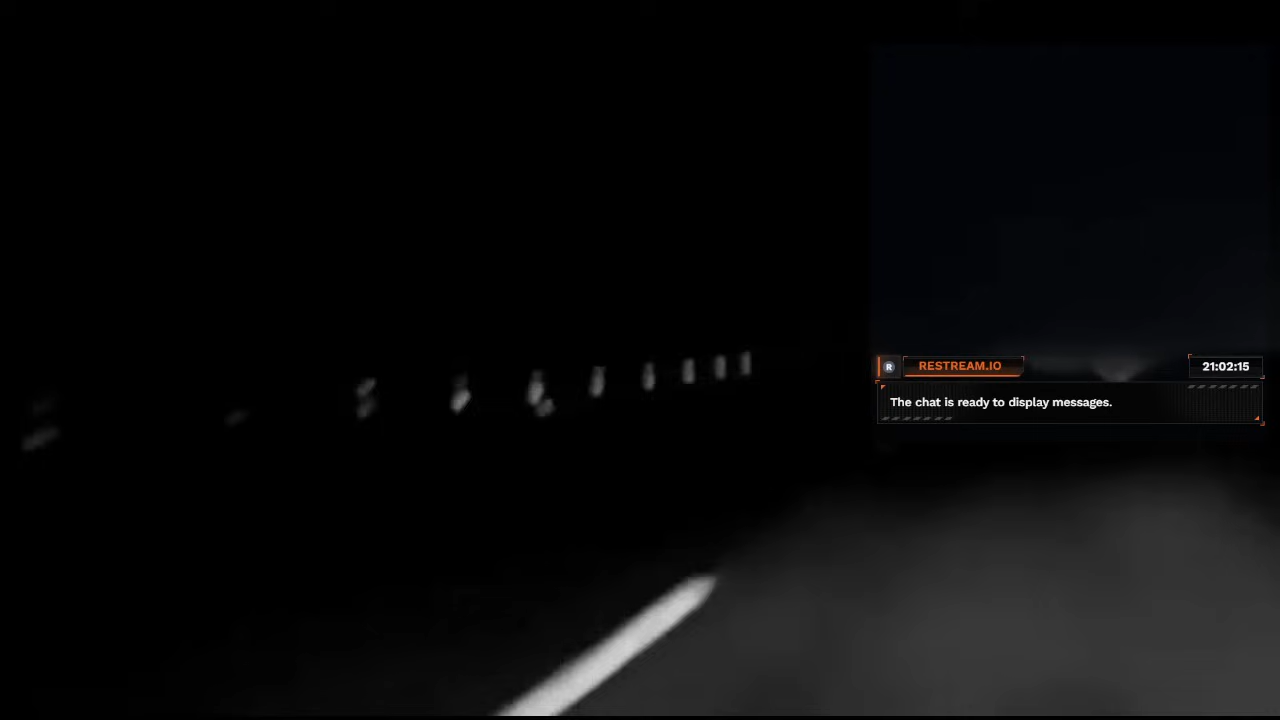 R RESTREAM.IO 21:02:15
The chat is ready to display messages.